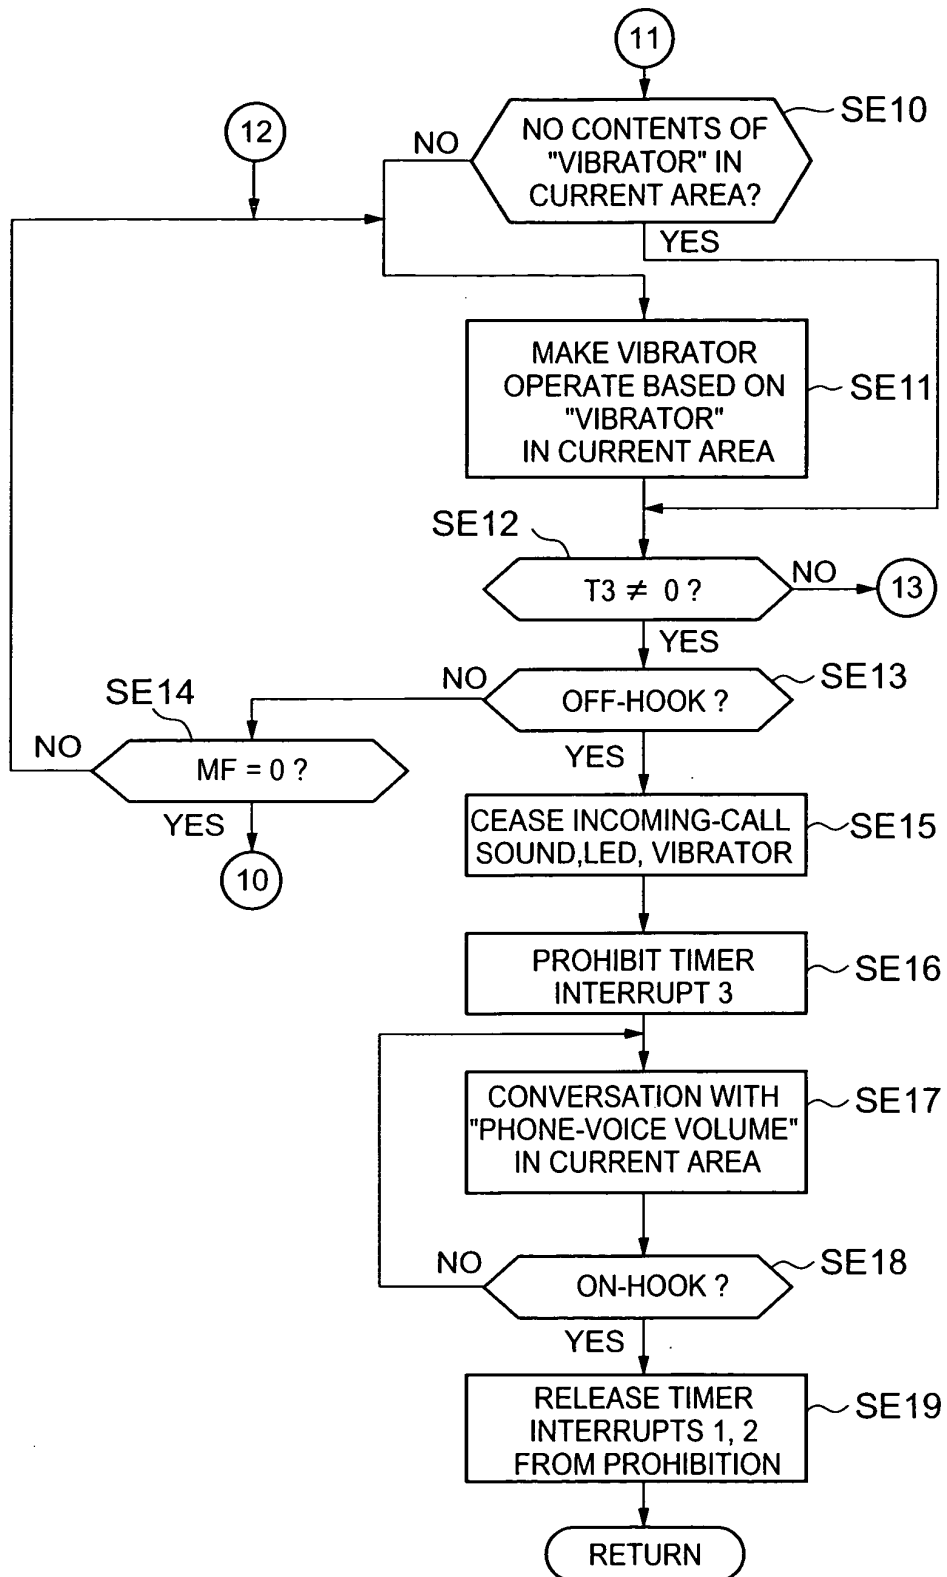 11
SE10
NO CONTENTS OF
"VIBRATOR" IN
CURRENT AREA?
NO
12
YES
MAKE VIBRATOR
OPERATE BASED ON
"VIBRATOR"
IN CURRENT AREA
SE11
SE12
T3 ≠ 0 ?
NO
13
YES
SE13
OFF-HOOK ?
NO
SE14
YES
NO
MF = 0 ?
YES
10
CEASE INCOMING-CALL
SOUND,LED, VIBRATOR
SE15
PROHIBIT TIMER
INTERRUPT 3
SE16
CONVERSATION WITH
"PHONE-VOICE VOLUME"
IN CURRENT AREA
SE17
SE18
NO
ON-HOOK ?
YES
RELEASE TIMER
INTERRUPTS 1, 2
FROM PROHIBITION
SE19
RETURN